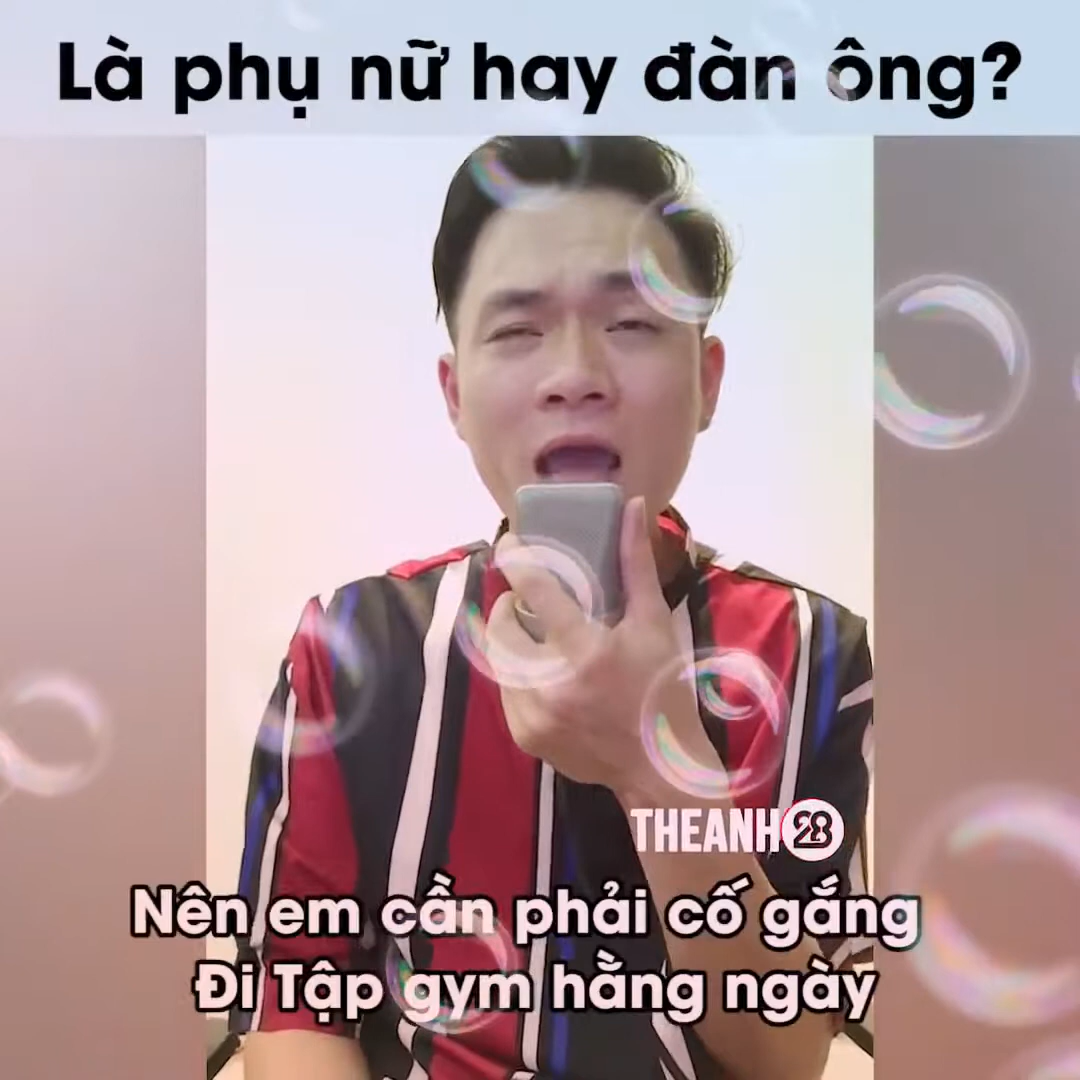 Là phụ nữ hay đàn ông?
THEANH28
Nên em cần phải cố gắng
Đi Tập gym hằng ngày